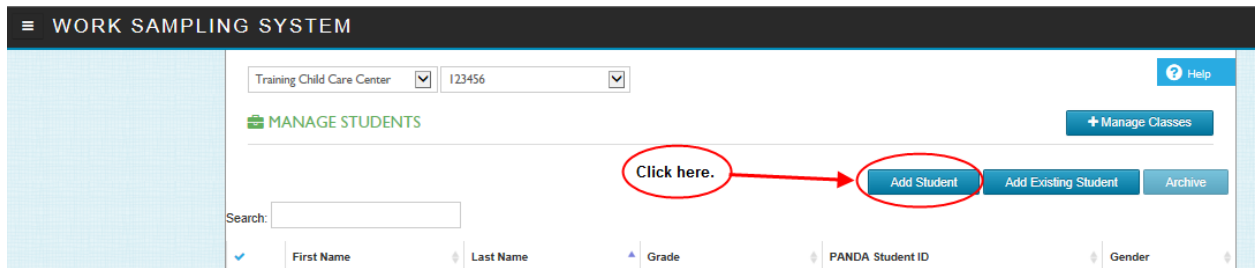 ≡ WORK SAMPLING SYSTEM
Training Child Care Center 123456
? Help
MANAGE STUDENTS
+ Manage Classes
Click here.
Add Student Add Existing Student Archive
Search:
First Name Last Name Grade PANDA Student ID Gender